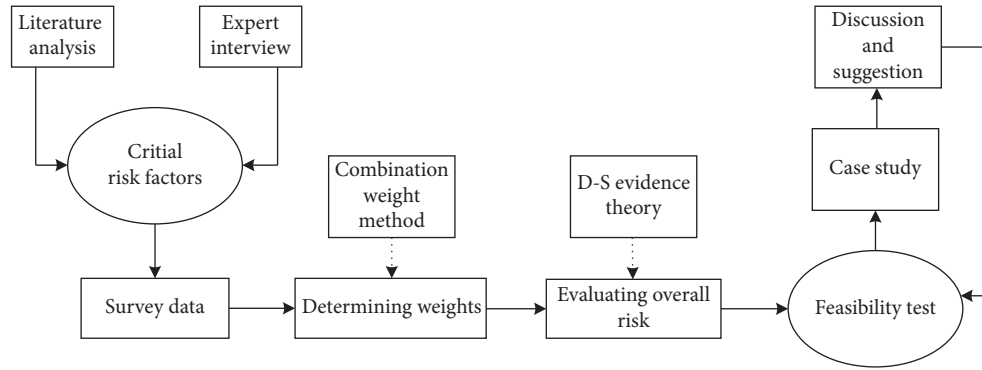 Literature
analysis
Expert
interview
Critial
risk factors
Survey data
Combination
weight
method
Determining weights
D-S evidence
theory
Evaluating overall
risk
Discussion
and
suggestion
Case study
Feasibility test